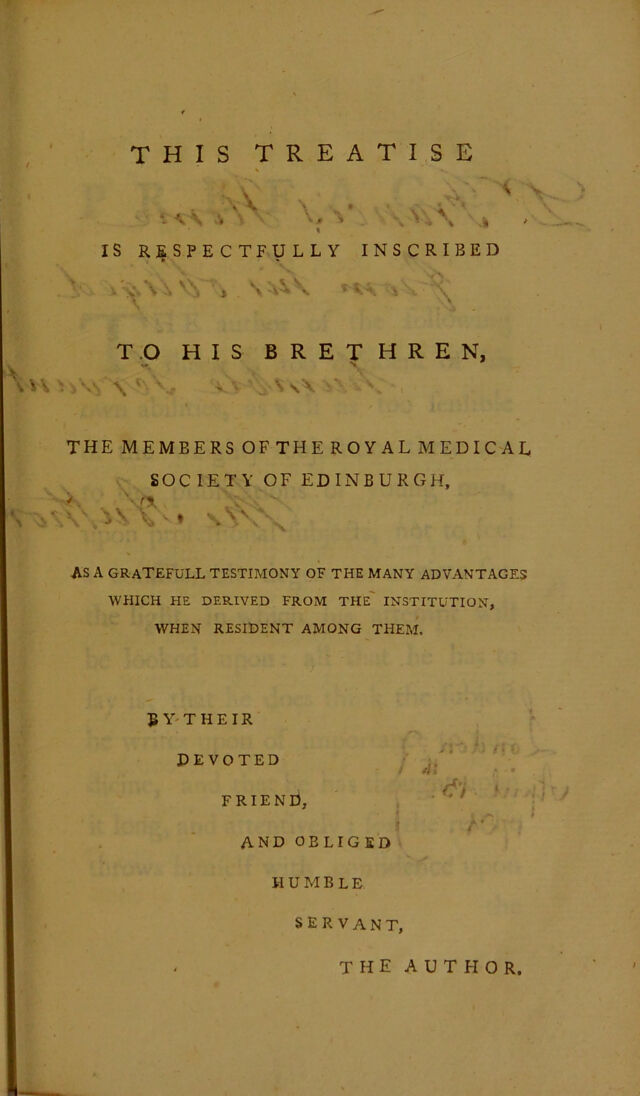 THIS TREATISE
IS RESPECTFULLY INSCRIBED
TO HIS BRETHREN,
THE MEMBERS OF THE ROYAL MEDICAL
SOCIETY OF EDINBURGH,
AS A GRATEFULL TESTIMONY OF THE MANY ADVANTAGES
WHICH HE DERIVED FROM THE INSTITUTION,
WHEN RESIDENT AMONG THEM.
BY THEIR
DEVOTED
FRIEND,
AND OBLIGED
HUMBLE
SERVANT,
THE AUTHOR.